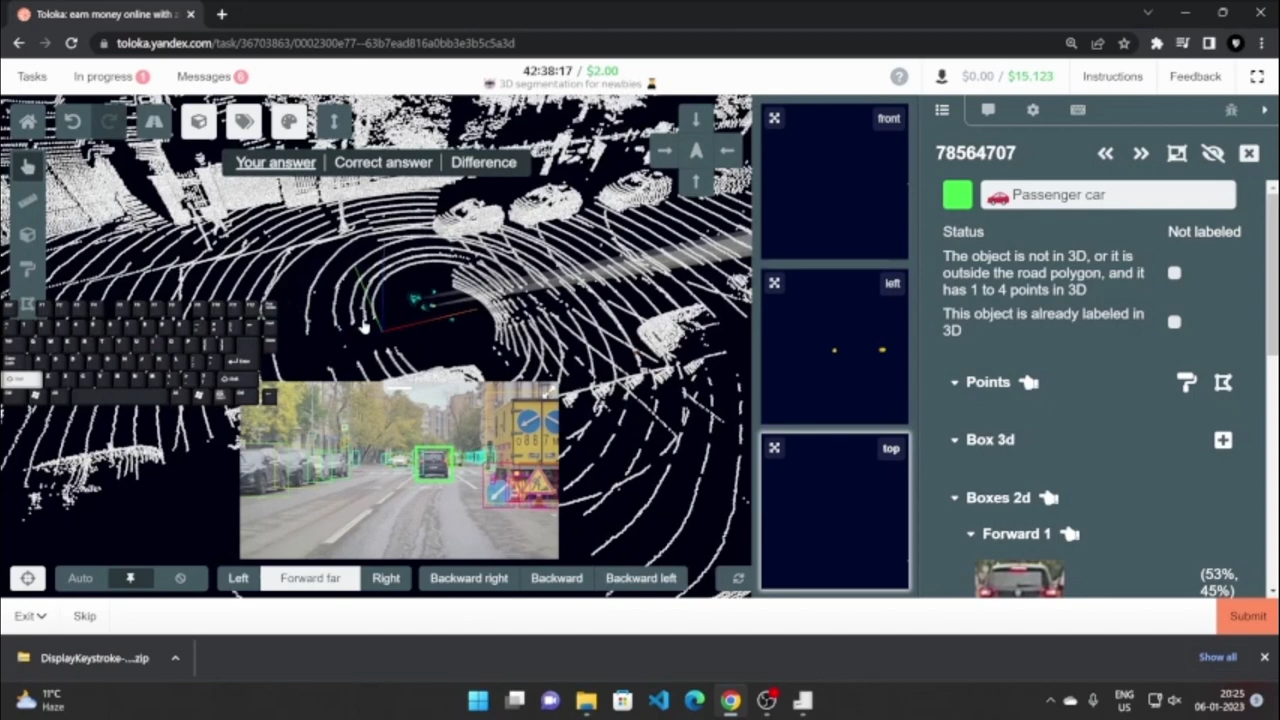 Toloka: earn money online with
toloka.yandex.com/task/36703863/0002300e77--63b7ead816a0bb3e3b5c5a3d
Tasks
In progress 1
Messages 6
42:38:17 / $2.00
3D segmentation for newbies
$0.00 / $15.123
Instructions
Feedback
Your answer
Correct answer
Difference
front
left
top
78564707
Passenger car
Status
Not labeled
The object is not in 3D, or it is
outside the road polygon, and it
has 1 to 4 points in 3D
This object is already labeled in
3D
Points
Box 3d
Boxes 2d
Forward 1
(53%,
45%)
Auto
Left
Forward far
Right
Backward right
Backward
Backward left
Exit
Skip
Submit
DisplayKeystroke-....zip
Show all
11°C
Haze
ENG
US
20:25
06-01-2023